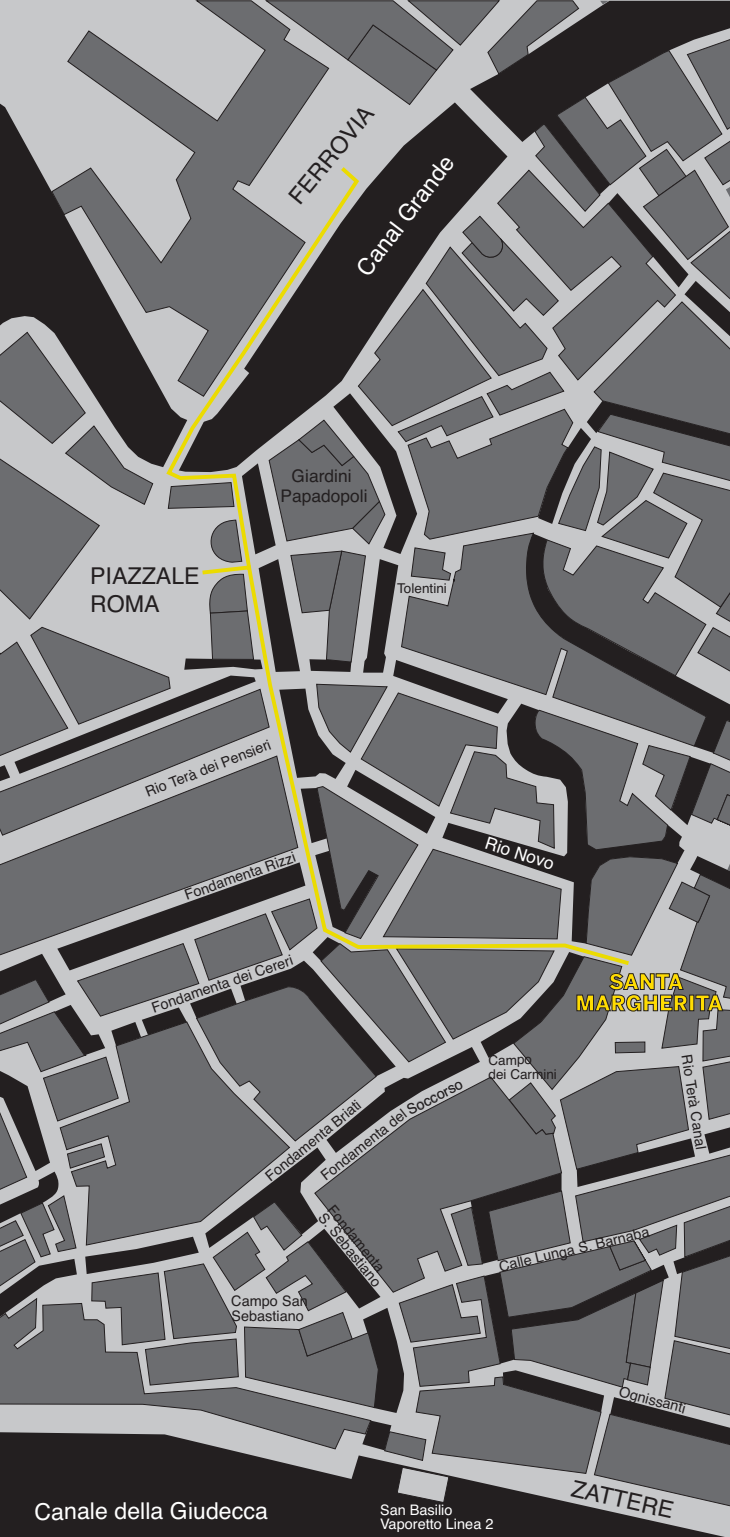 FERROVIA
Canal Grande
Giardini
Papadopoli
PIAZZALE
ROMA
Tolentini
Rio Terà dei Pensieri
Rio Novo
Fondamenta Rizzi
Fondamenta dei Cereri
SANTA
MARGHERITA
Campo
dei Carmini
Rio Terà Canal
Fondamenta Briati
Fondamenta del Soccorso
Fondamenta
S. Sebastiano
Calle Lunga S. Barnaba
Campo San
Sebastiano
Ognissanti
ZATTERE
Canale della Giudecca
San Basilio
Vaporetto Linea 2